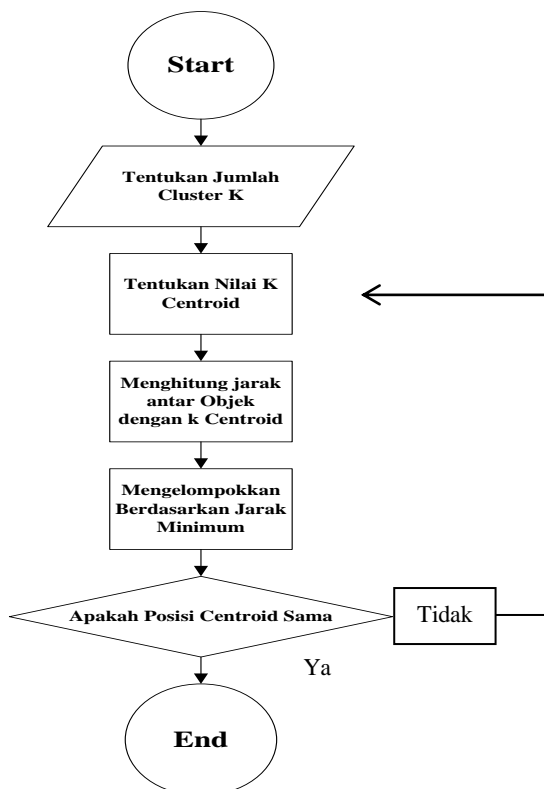 Start
Tentukan Jumlah
Cluster K
Tentukan Nilai K
Centroid
Menghitung jarak
antar Objek
dengan k Centroid
Mengelompokkan
Berdasarkan Jarak
Minimum
Apakah Posisi Centroid Sama
Tidak
Ya
End